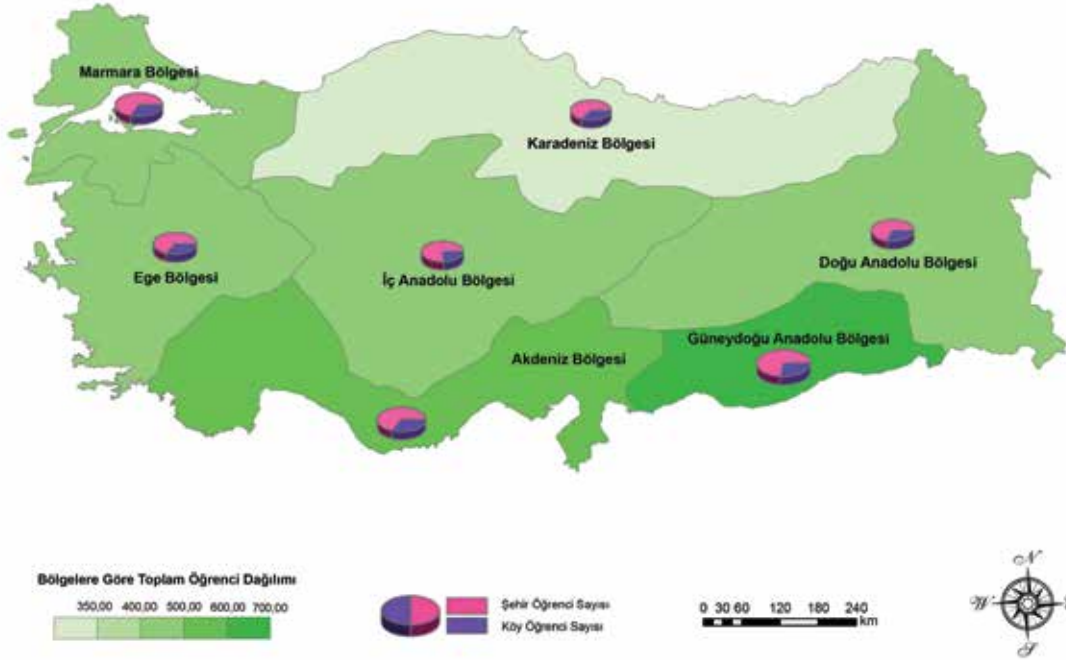 Marmara Bölgesi
Karadeniz Bölgesi
Ege Bölgesi
İç Anadolu Bölgesi
Doğu Anadolu Bölgesi
Akdeniz Bölgesi
Güneydoğu Anadolu Bölgesi
Bölgelere Göre Toplam Öğrenci Dağılımı
350,00 400,00 500,00 600,00 700,00
Şehir Öğrenci Sayısı
Köy Öğrenci Sayısı
0 30 60 120 180 240
km
N
W
S